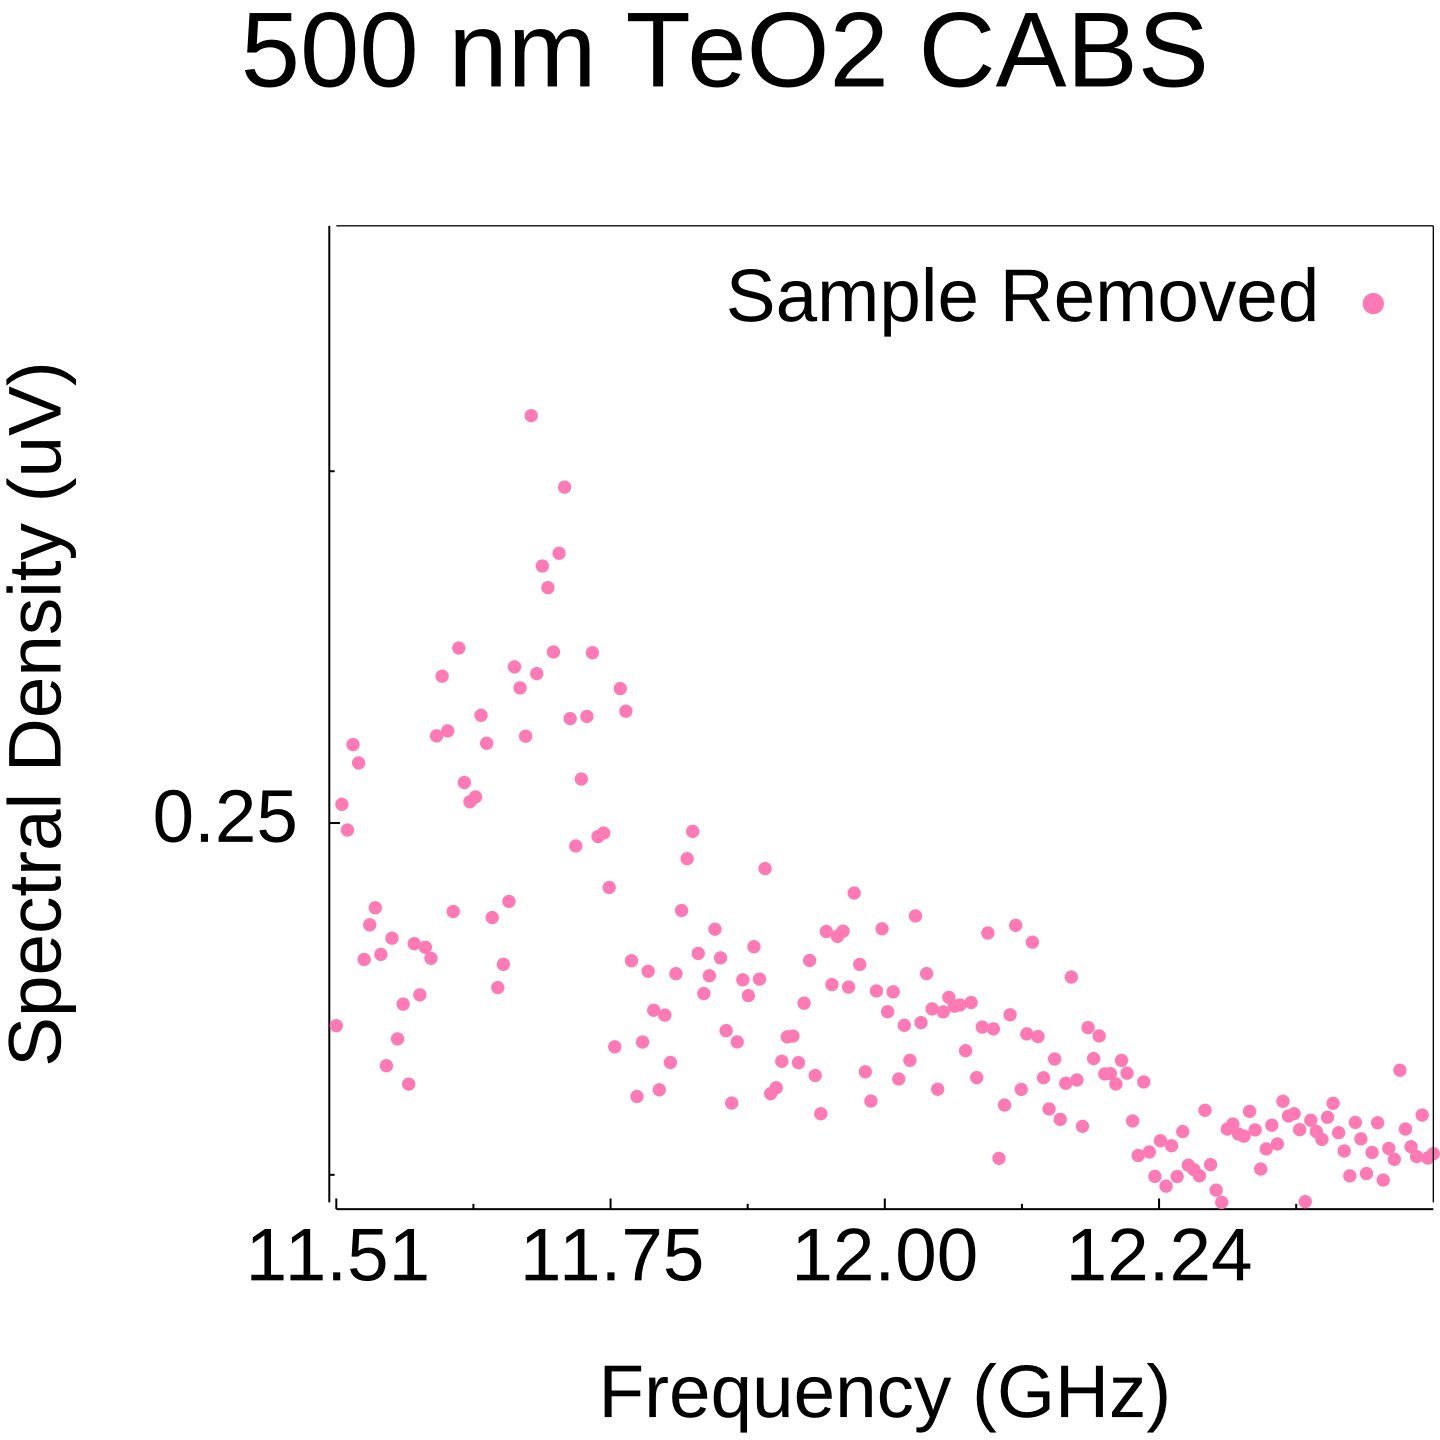 500 nm TeO2 CABS
Sample Removed
Spectral Density (uV)
0.25
11.51
11.75
12.00
12.24
Frequency (GHz)